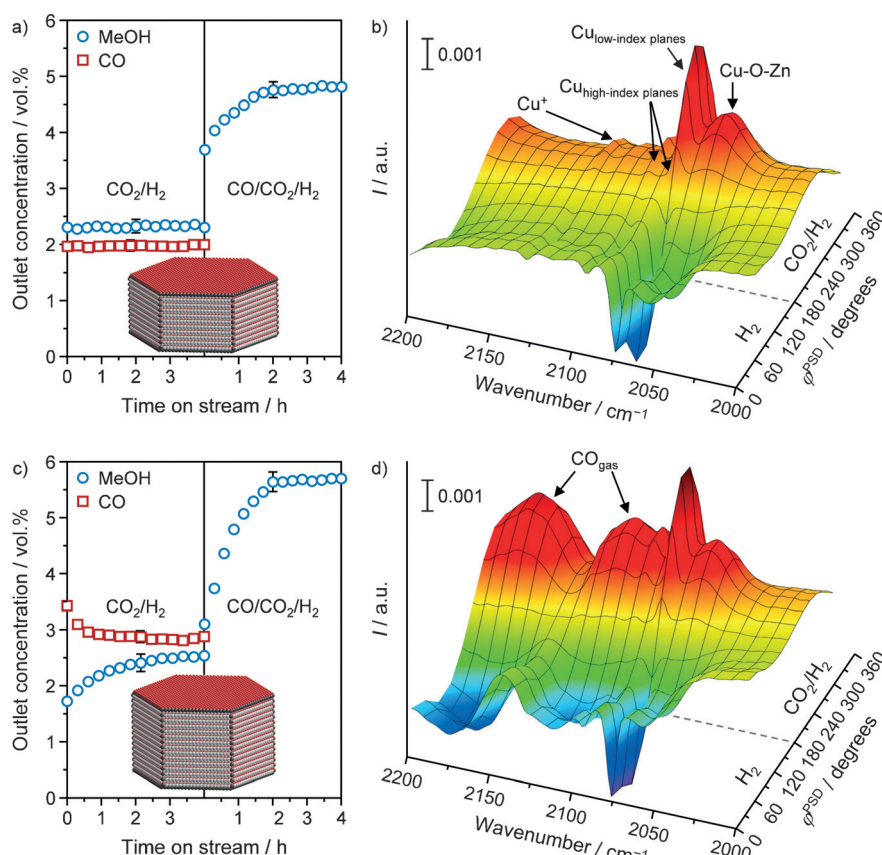 a)
6
5
4
3
2
1
0
Outlet concentration / vol.%
MeOH
CO
CO₂/H₂
CO/CO₂/H₂
0 1 2 3 1 2 3 4
Time on stream / h
b)
0.001
I / a.u.
Cu⁺
Cu_high-index planes
Cu_low-index planes
Cu-O-Zn
2200 2150 2100 2050 2000
Wavenumber / cm⁻¹
H₂
CO₂/H₂
0 60 120 180 240 300 360
φ^PSD / degrees
c)
6
5
4
3
2
1
0
Outlet concentration / vol.%
MeOH
CO
CO₂/H₂
CO/CO₂/H₂
0 1 2 3 1 2 3 4
Time on stream / h
d)
0.001
I / a.u.
CO_gas
2200 2150 2100 2050 2000
Wavenumber / cm⁻¹
H₂
CO₂/H₂
0 60 120 180 240 300 360
φ^PSD / degrees